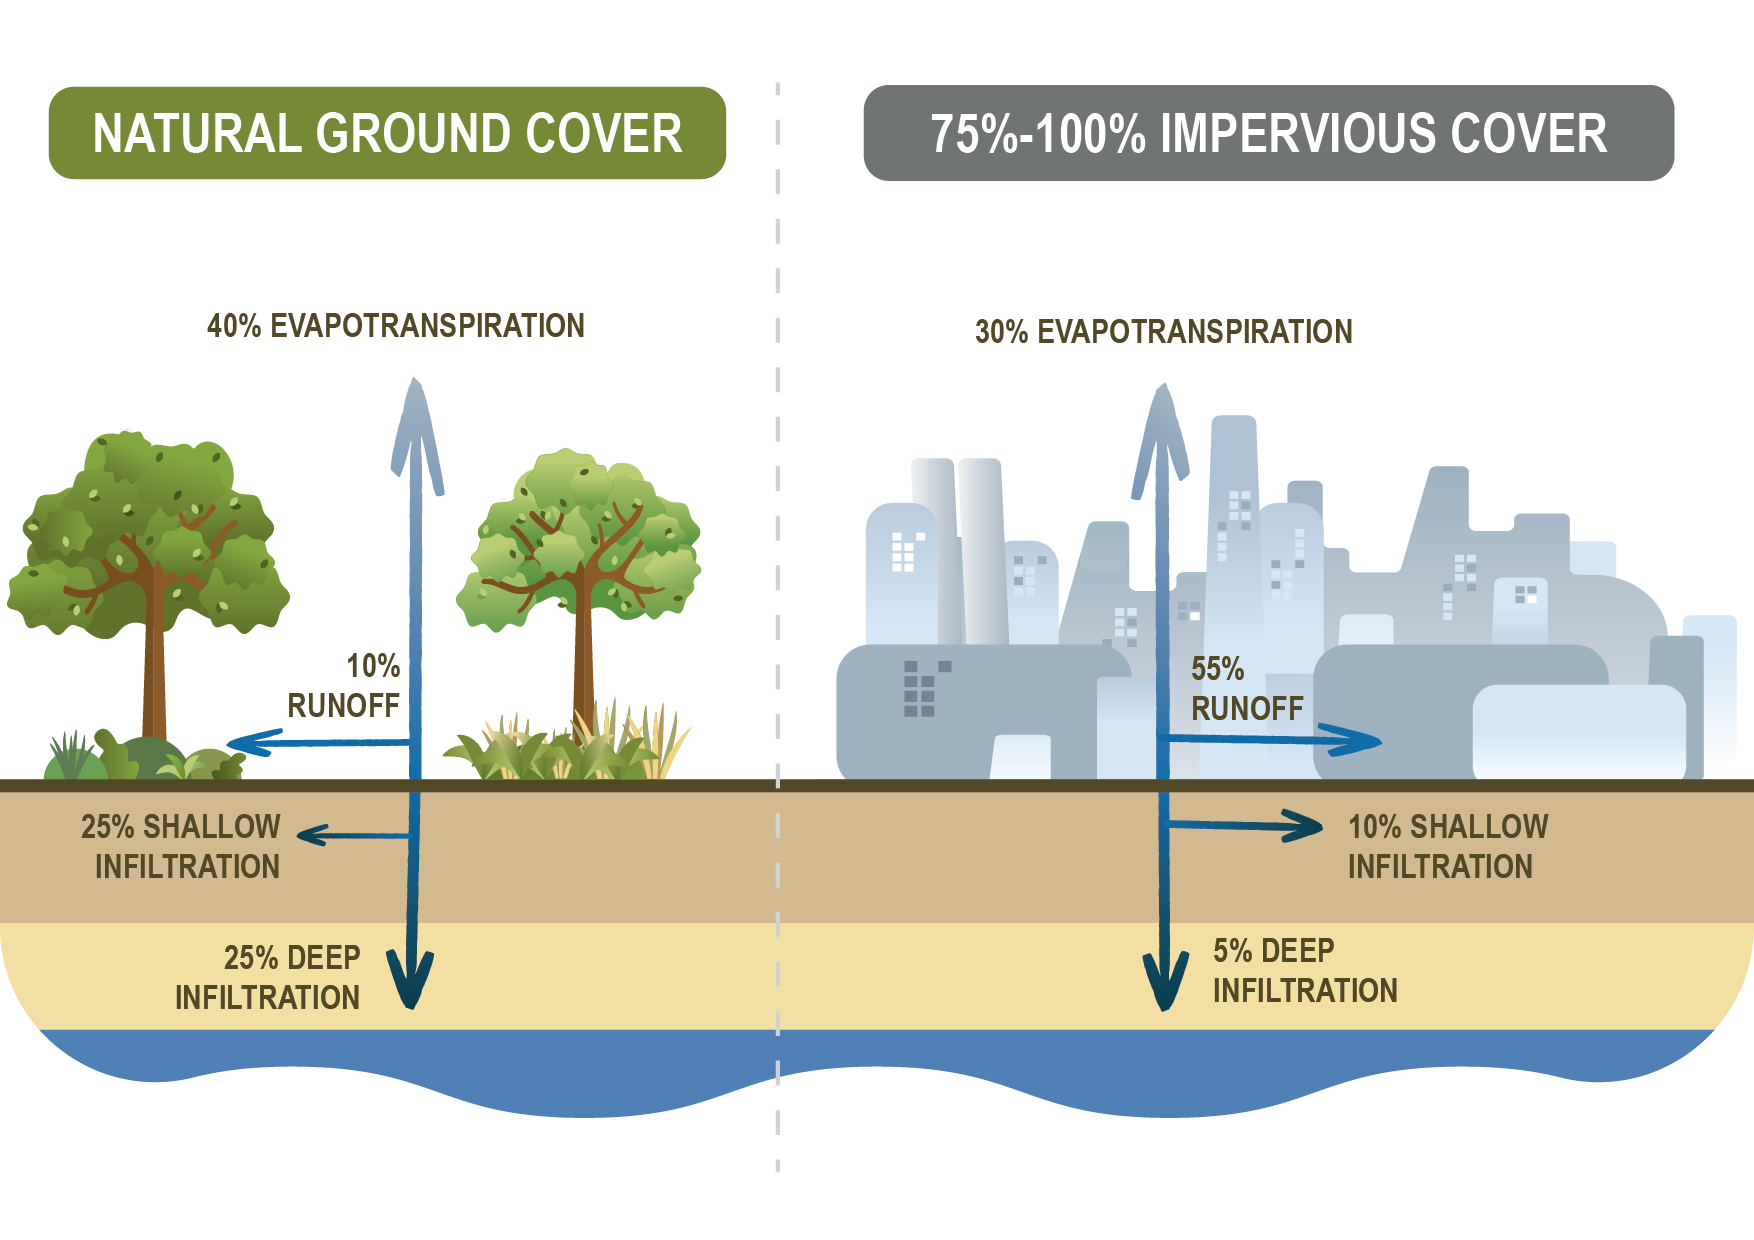 NATURAL GROUND COVER
40% EVAPOTRANSPIRATION
10%
RUNOFF
25% SHALLOW
INFILTRATION
25% DEEP
INFILTRATION
75%-100% IMPERVIOUS COVER
30% EVAPOTRANSPIRATION
55%
RUNOFF
10% SHALLOW
INFILTRATION
5% DEEP
INFILTRATION